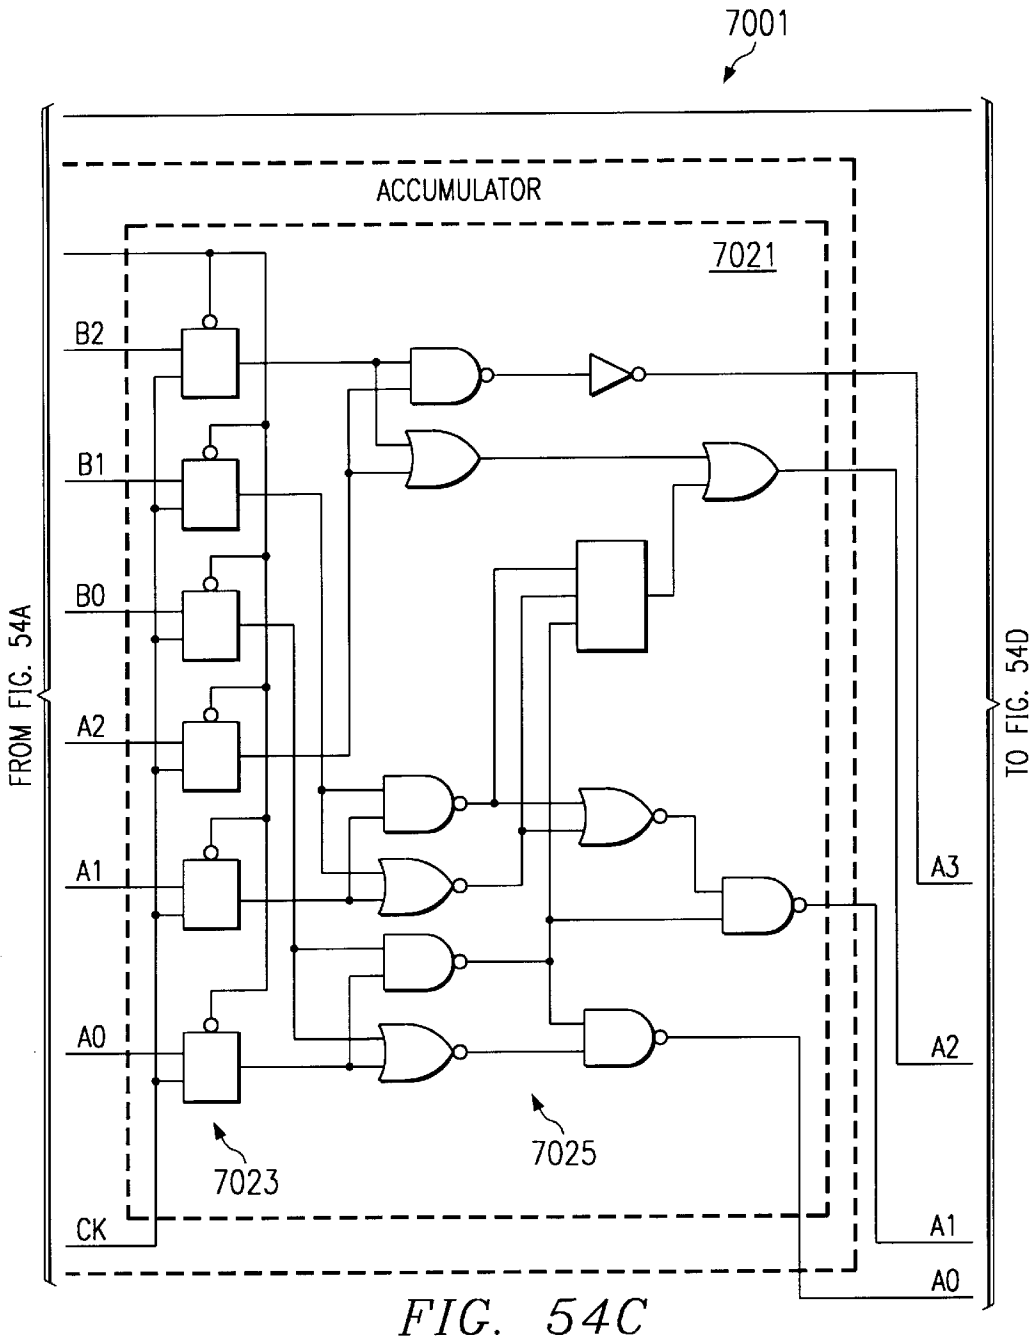 7001
ACCUMULATOR
7021
B2
B1
B0
A2
A1
A0
CK
FROM FIG. 54A
TO FIG. 54D
A3
A2
A1
A0
7023
7025
FIG. 54C